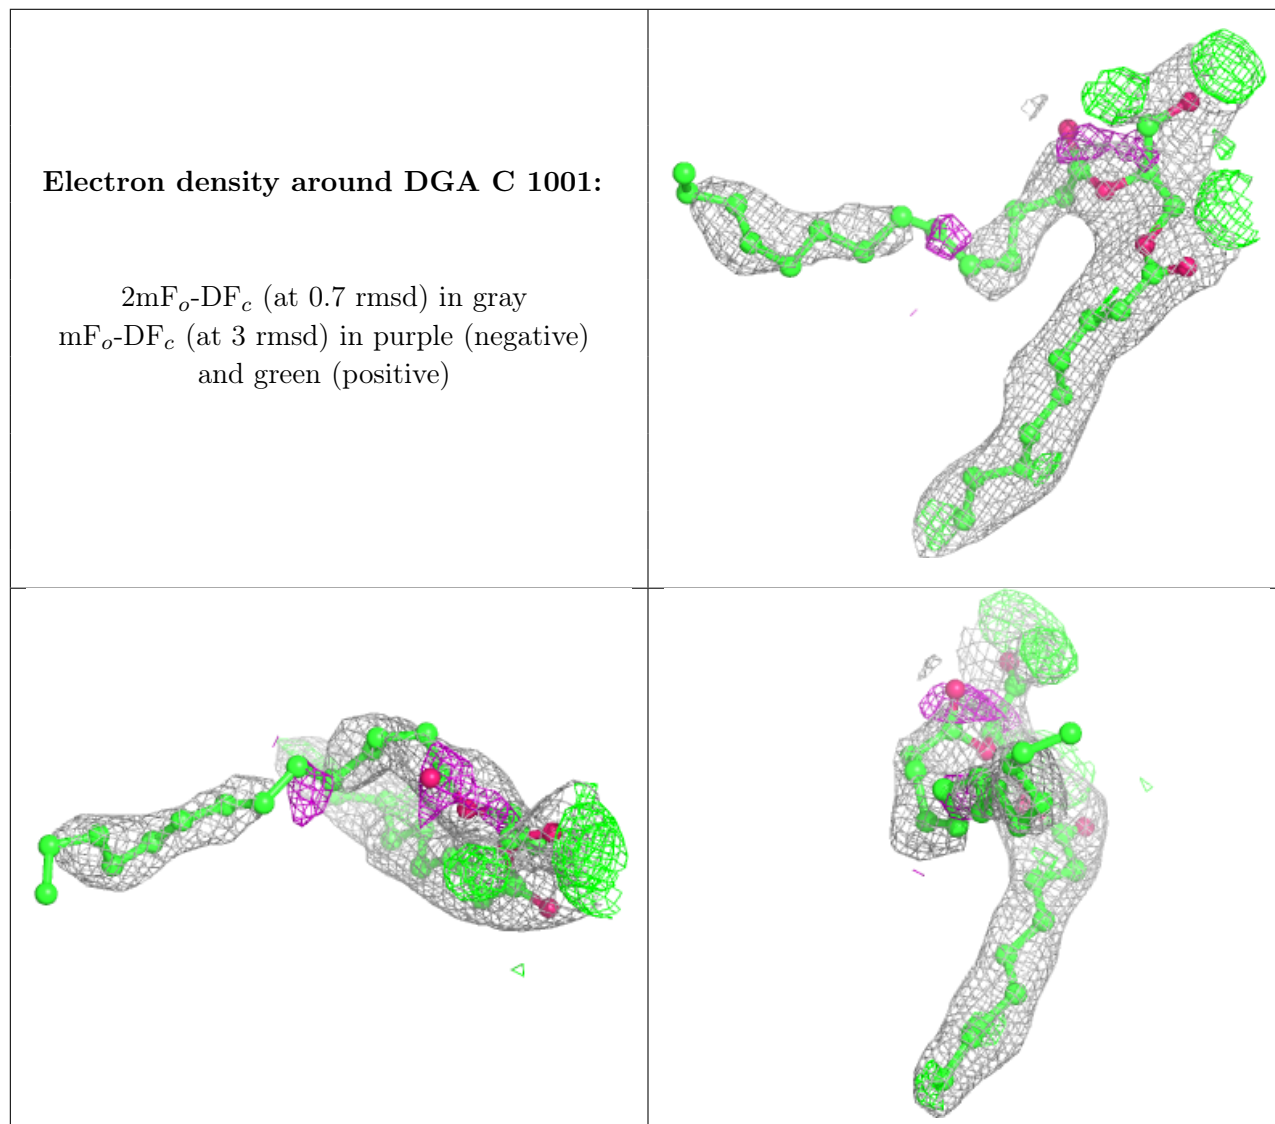 Electron density around DGA C 1001:
2mFo-DFc (at 0.7 rmsd) in gray
mFo-DFc (at 3 rmsd) in purple (negative)
and green (positive)